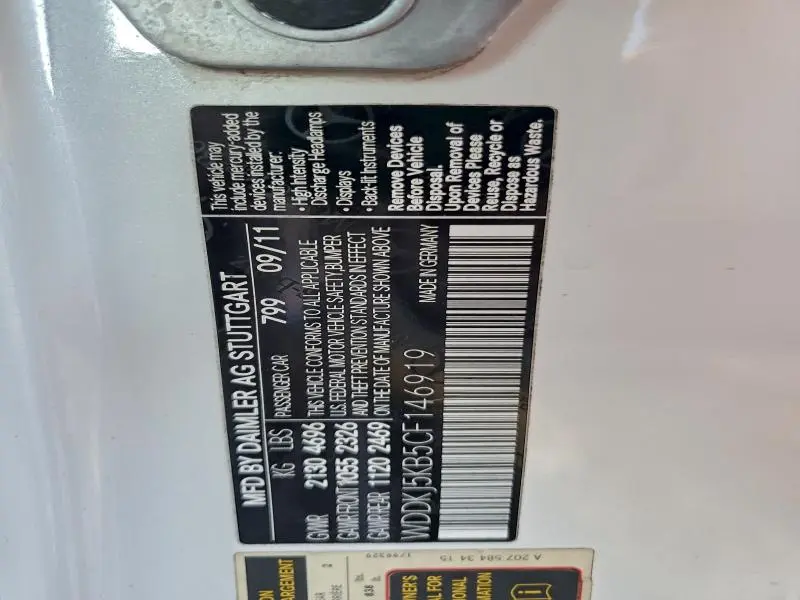 MFD BY DAIMLER AG STUTTGART
KG LBS PASSENGER CAR 799 09/11
GVWR 2130 4696
GAWR FRONT 1055 2326
GAWR REAR 1120 2469
THIS VEHICLE CONFORMS TO ALL APPLICABLE
U.S. FEDERAL MOTOR VEHICLE SAFETY, BUMPER
AND THEFT PREVENTION STANDARDS IN EFFECT
ON THE DATE OF MANUFACTURE SHOWN ABOVE
WDDKJ5KB5CF146919
MADE IN GERMANY
This vehicle may
include mercury-added
devices installed by the
manufacturer:
• High Intensity
Discharge Headlamps
• Displays
• Back-lit Instruments
Remove Devices
Before Vehicle
Disposal.
Upon Removal of
Devices Please
Reuse, Recycle or
Dispose as
Hazardous Waste.
A 207 584 34 15